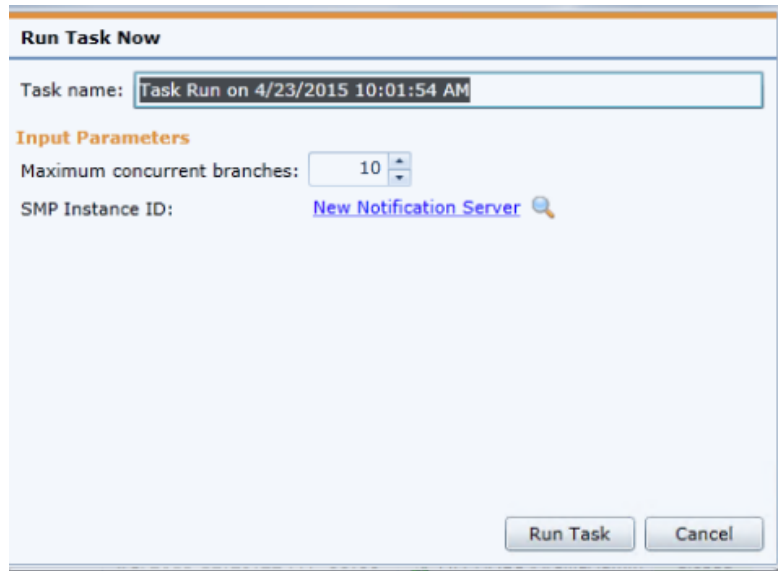 Run Task Now
Task name: Task Run on 4/23/2015 10:01:54 AM
Input Parameters
Maximum concurrent branches: 10
SMP Instance ID: New Notification Server
Run Task Cancel